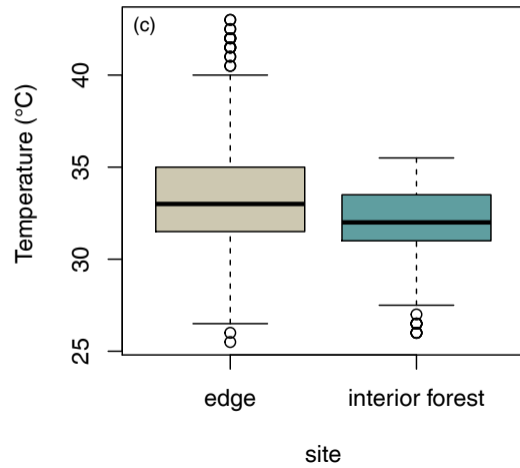 (c)
Temperature (°C)
40
35
30
25
edge
interior forest
site